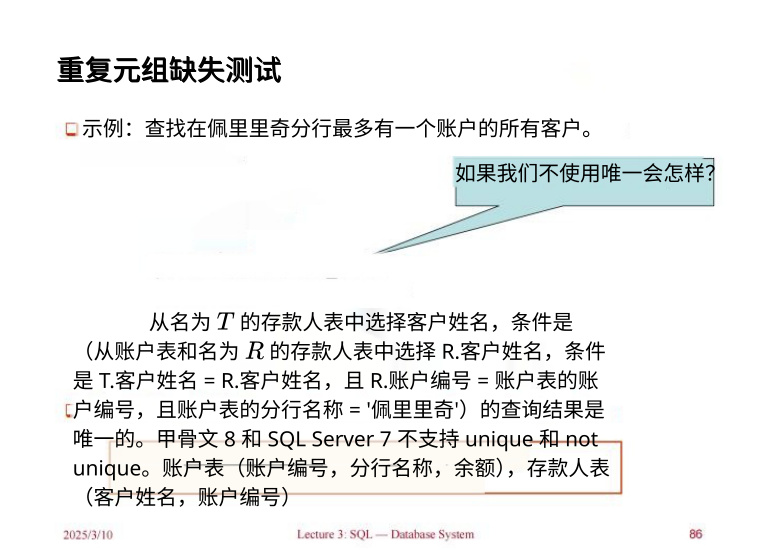 重复元组缺失测试
示例：查找在佩里里奇分行最多有一个账户的所有客户。
如果我们不使用唯一会怎样？
从名为 T 的存款人表中选择客户姓名，条件是
（从账户表和名为 R 的存款人表中选择 R.客户姓名，条件
是 T.客户姓名 = R.客户姓名，且 R.账户编号 = 账户表的账
户编号，且账户表的分行名称 = '佩里里奇'）的查询结果是
唯一的。甲骨文 8 和 SQL Server 7 不支持 unique 和 not
unique。账户表（账户编号，分行名称，余额），存款人表
（客户姓名，账户编号）
2025/3/10
Lecture 3: SQL — Database System
86